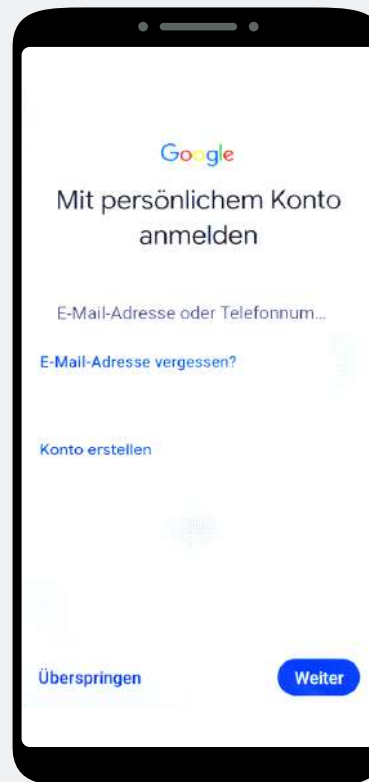 Google
Mit persönlichem Konto
anmelden
E-Mail-Adresse oder Telefonnum...
E-Mail-Adresse vergessen?
Konto erstellen
Überspringen
Weiter